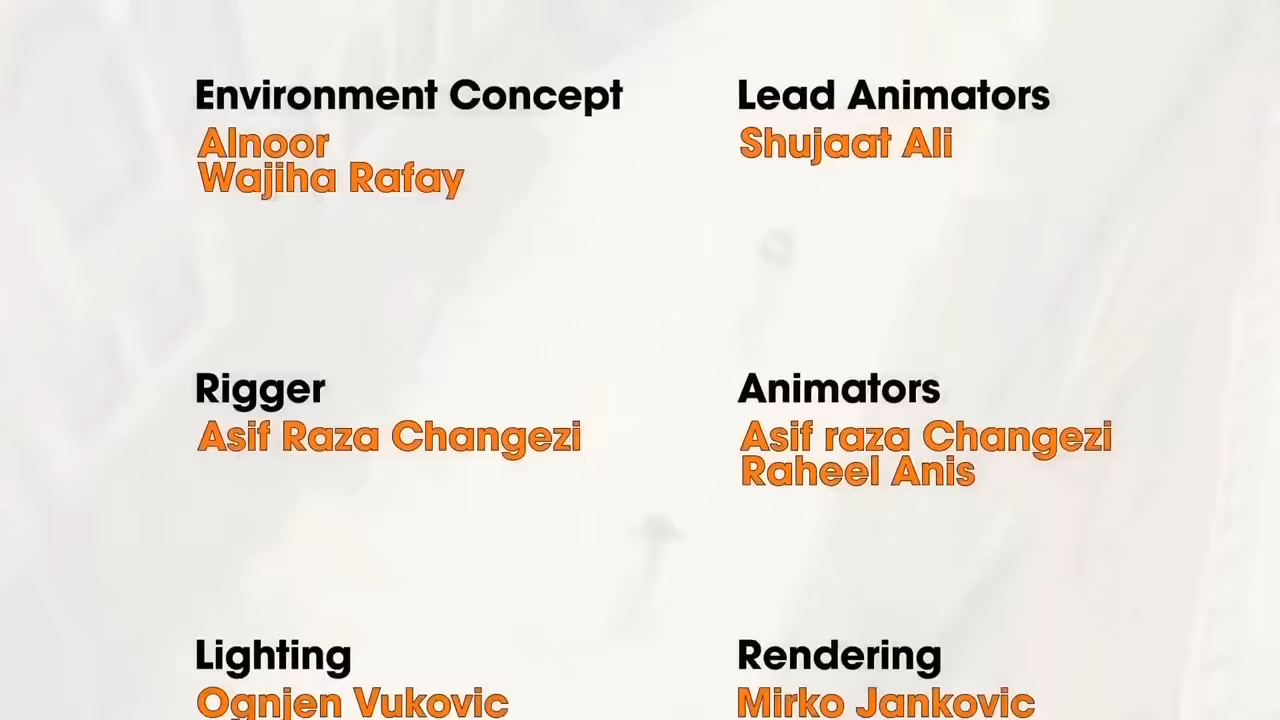 Environment Concept
Alnoor
Wajiha Rafay
Lead Animators
Shujaat Ali
Rigger
Asif Raza Changezi
Animators
Asif raza Changezi
Raheel Anis
Lighting
Ognjen Vukovic
Rendering
Mirko Jankovic